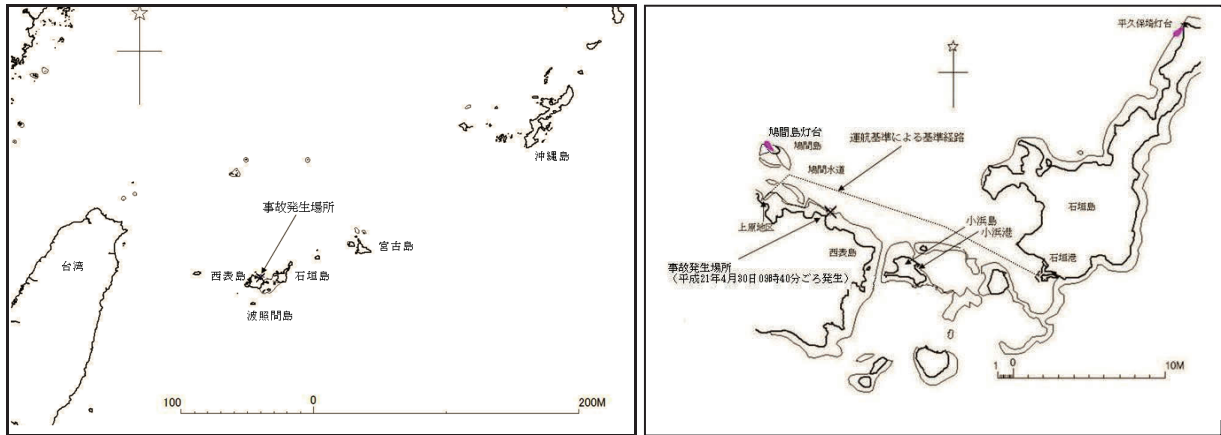 沖縄島
事故発生場所
宮古島
台湾
西表島
石垣島
波照間島
100
0
200M
平久保埼灯台
鳩間島灯台
鳩間島
運航基準による基準経路
鳩間水道
石垣島
小浜島
小浜港
上原地区
西表島
石垣港
事故発生場所
(平成21年4月30日09時40分ごろ発生)
1
0
10M